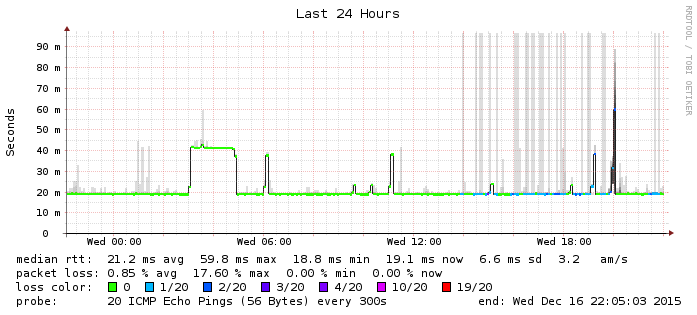 Last 24 Hours
RRDTOOL / TOBI OETIKER
Seconds
90 m
80 m
70 m
60 m
50 m
40 m
30 m
20 m
10 m
0
Wed 00:00 Wed 06:00 Wed 12:00 Wed 18:00
median rtt: 21.2 ms avg 59.8 ms max 18.8 ms min 19.1 ms now 6.6 ms sd 3.2 am/s
packet loss: 0.85 % avg 17.60 % max 0.00 % min 0.00 % now
loss color: 0 1/20 2/20 3/20 4/20 10/20 19/20
probe: 20 ICMP Echo Pings (56 Bytes) every 300s end: Wed Dec 16 22:05:03 2015